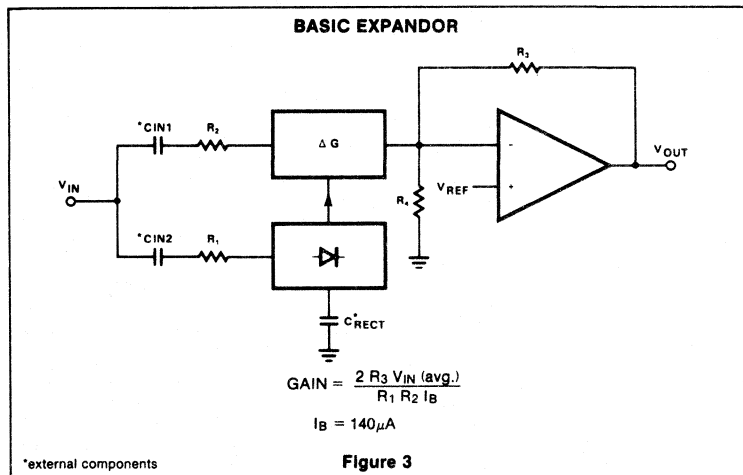 BASIC EXPANDOR
R3
*CIN1
R2
Δ G
-
VOUT
VIN
VREF
+
R4
*CIN2
R1
C*RECT
GAIN = 2 R3 VIN (avg.) / R1 R2 IB
IB = 140μA
*external components
Figure 3